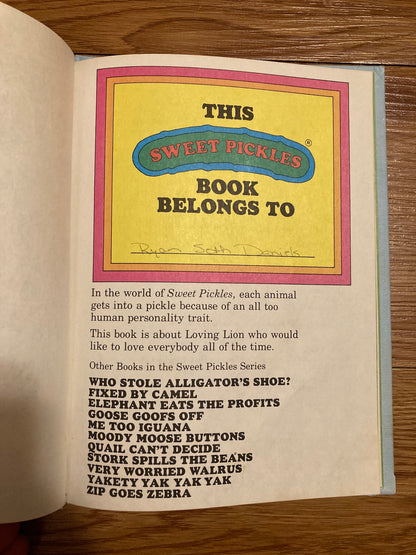 THIS
SWEET PICKLES®
BOOK
BELONGS TO
Ryan Seth
In the world of Sweet Pickles, each animal
gets into a pickle because of an all too
human personality trait.
This book is about Loving Lion who would
like to love everybody all of the time.
Other Books in the Sweet Pickles Series
WHO STOLE ALLIGATOR'S SHOE?
FIXED BY CAMEL
ELEPHANT EATS THE PROFITS
GOOSE GOOFS OFF
ME TOO IGUANA
MOODY MOOSE BUTTONS
QUAIL CAN'T DECIDE
STORK SPILLS THE BEANS
VERY WORRIED WALRUS
YAKETY YAK YAK YAK
ZIP GOES ZEBRA